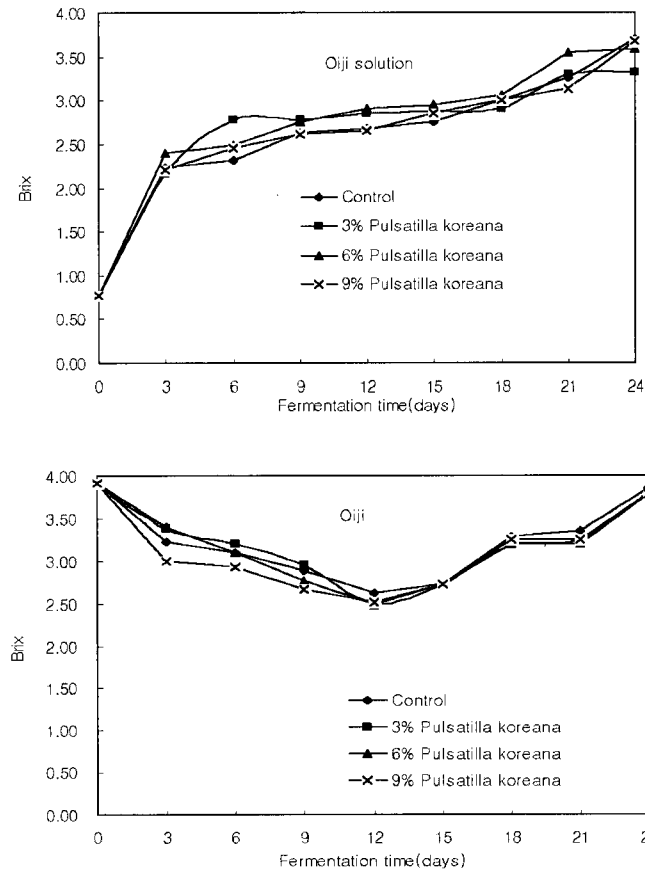 4.00
3.50
3.00
2.50
2.00
1.50
1.00
0.50
0.00
Brix
Oiji solution
Control
3% Pulsatilla koreana
6% Pulsatilla koreana
9% Pulsatilla koreana
0 3 6 9 12 15 18 21 24
Fermentation time(days)
4.00
3.50
3.00
2.50
2.00
1.50
1.00
0.50
0.00
Brix
Oiji
Control
3% Pulsatilla koreana
6% Pulsatilla koreana
9% Pulsatilla koreana
0 3 6 9 12 15 18 21
Fermentation time(days)